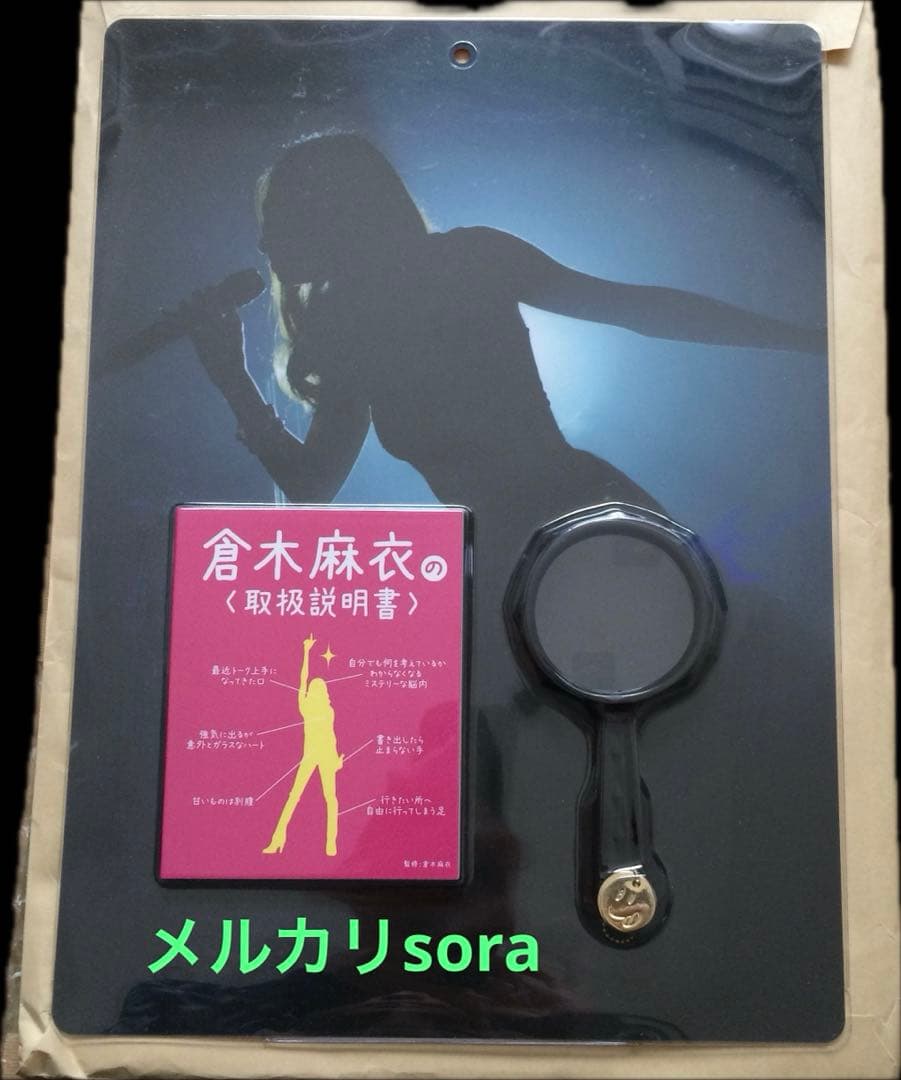 倉木麻衣の
〈取扱説明書〉
最近トーク上手に
なってきた口
自分でも何を考えているか
わからなくなる
ミステリーな脳内
強気に出るが
意外とガラスなハート
書き出したら
止まらない手
甘いものは別腹
行きたい所へ
自由に行ってしまう足
監修:倉木麻衣
メルカリsora